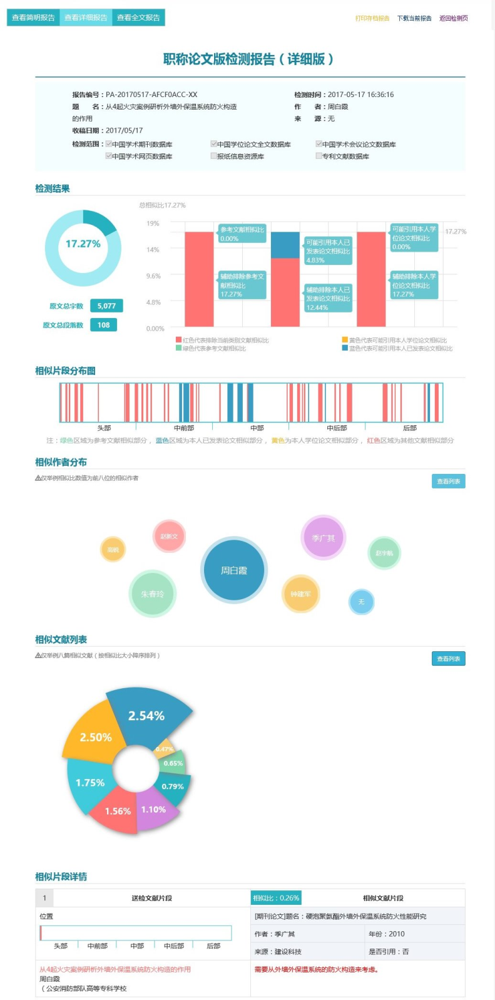 查看简明报告 查看详细报告 查看全文报告 打印存档报告 下载当前报告 返回检测页
职称论文版检测报告（详细版）
报告编号：PA-20170517-AFCF0ACC-XX 检测时间：2017-05-17 16:36:16
题 名：从4起火灾案例研析外墙外保温系统防火构造 作 者：周白霞
的作用 来 源：无
收稿日期：2017/05/17
检测范围：中国学术期刊数据库 中国学位论文全文数据库 中国学术会议论文数据库
中国学术网页数据库 报纸信息资源库 专利文献数据库
检测结果
总相似比17.27%
17.27%
原文总字数 5,077
原文总段落数 108
19%
14%
9.6%
4.8%
0.00%
参考文献相似比
0.00%
辅助排除参考文
献相似比
17.27%
可能引用本人已
发表论文相似比
4.83%
辅助排除本人已
发表论文相似比
12.44%
可能引用本人学
位论文相似比
0.00%
辅助排除本人学
位论文相似比
17.27%
17.27%
红色代表排除当前类别文献相似比 黄色代表可能引用本人学位论文相似比
绿色代表参考文献相似比 蓝色代表可能引用本人已发表论文相似比
相似片段分布图
头部 中前部 中部 中后部 后部
注：绿色区域为参考文献相似部分，蓝色区域为本人已发表论文相似部分，黄色为本人学位论文相似部分，红色区域为其他文献相似部分
相似作者分布
仅举例相似比数值为前八位的相似作者 查看列表
赵新文
季广其
赵宇航
周白霞
朱春玲
钟建军
无
相似文献列表
仅举例八篇相似文献（按相似比大小降序排列） 查看列表
2.54%
2.50%
0.47%
0.65%
1.75%
0.79%
1.56%
1.10%
相似片段详情
1 送检文献片段 相似比：0.26% 相似文献片段
位置 [期刊论文]题名：硬泡聚氨酯外墙外保温系统防火性能研究
作者：季广其 年份：2010
头部 中前部 中部 中后部 后部
来源：建设科技 是否引用：否
从4起火灾案例研析外墙外保温系统防火构造的作用 需要从外墙外保温系统的防火构造来考虑。
周白霞
（公安消防部队高等专科学校